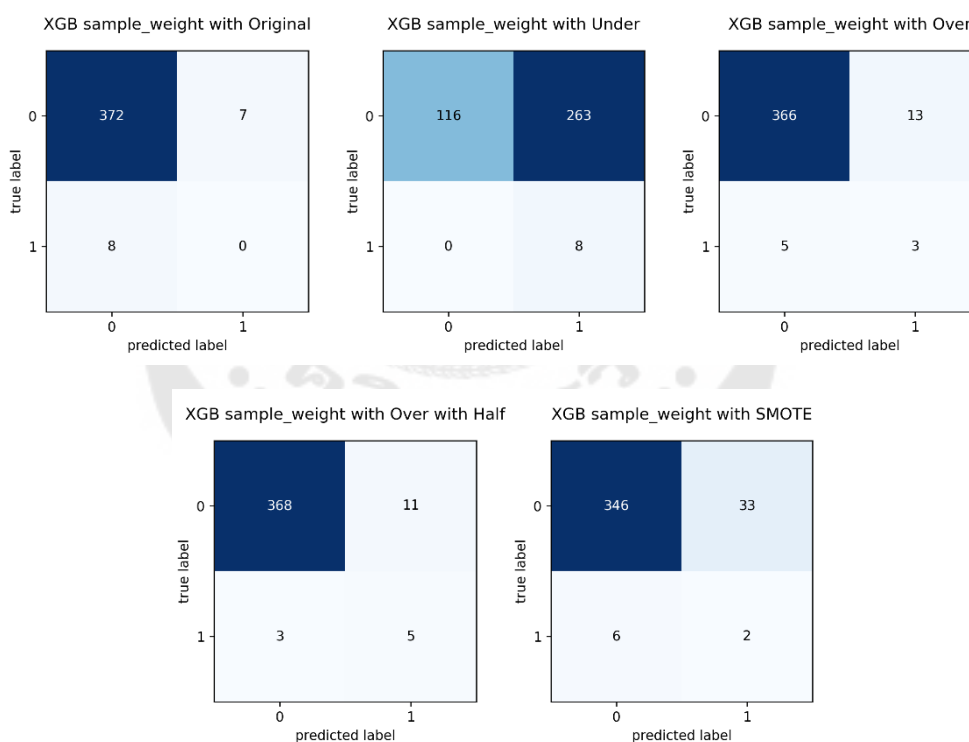 XGB sample_weight with Original
0
372
7
true label
1
8
0
0
1
predicted label
XGB sample_weight with Under
0
116
263
true label
1
0
8
0
1
predicted label
XGB sample_weight with Over
0
366
13
true label
1
5
3
0
1
predicted label
XGB sample_weight with Over with Half
0
368
11
true label
1
3
5
0
1
predicted label
XGB sample_weight with SMOTE
0
346
33
true label
1
6
2
0
1
predicted label